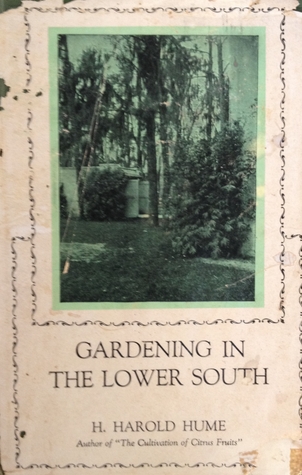 GARDENING IN
THE LOWER SOUTH
H. HAROLD HUME
Author of "The Cultivation of Citrus Fruits"